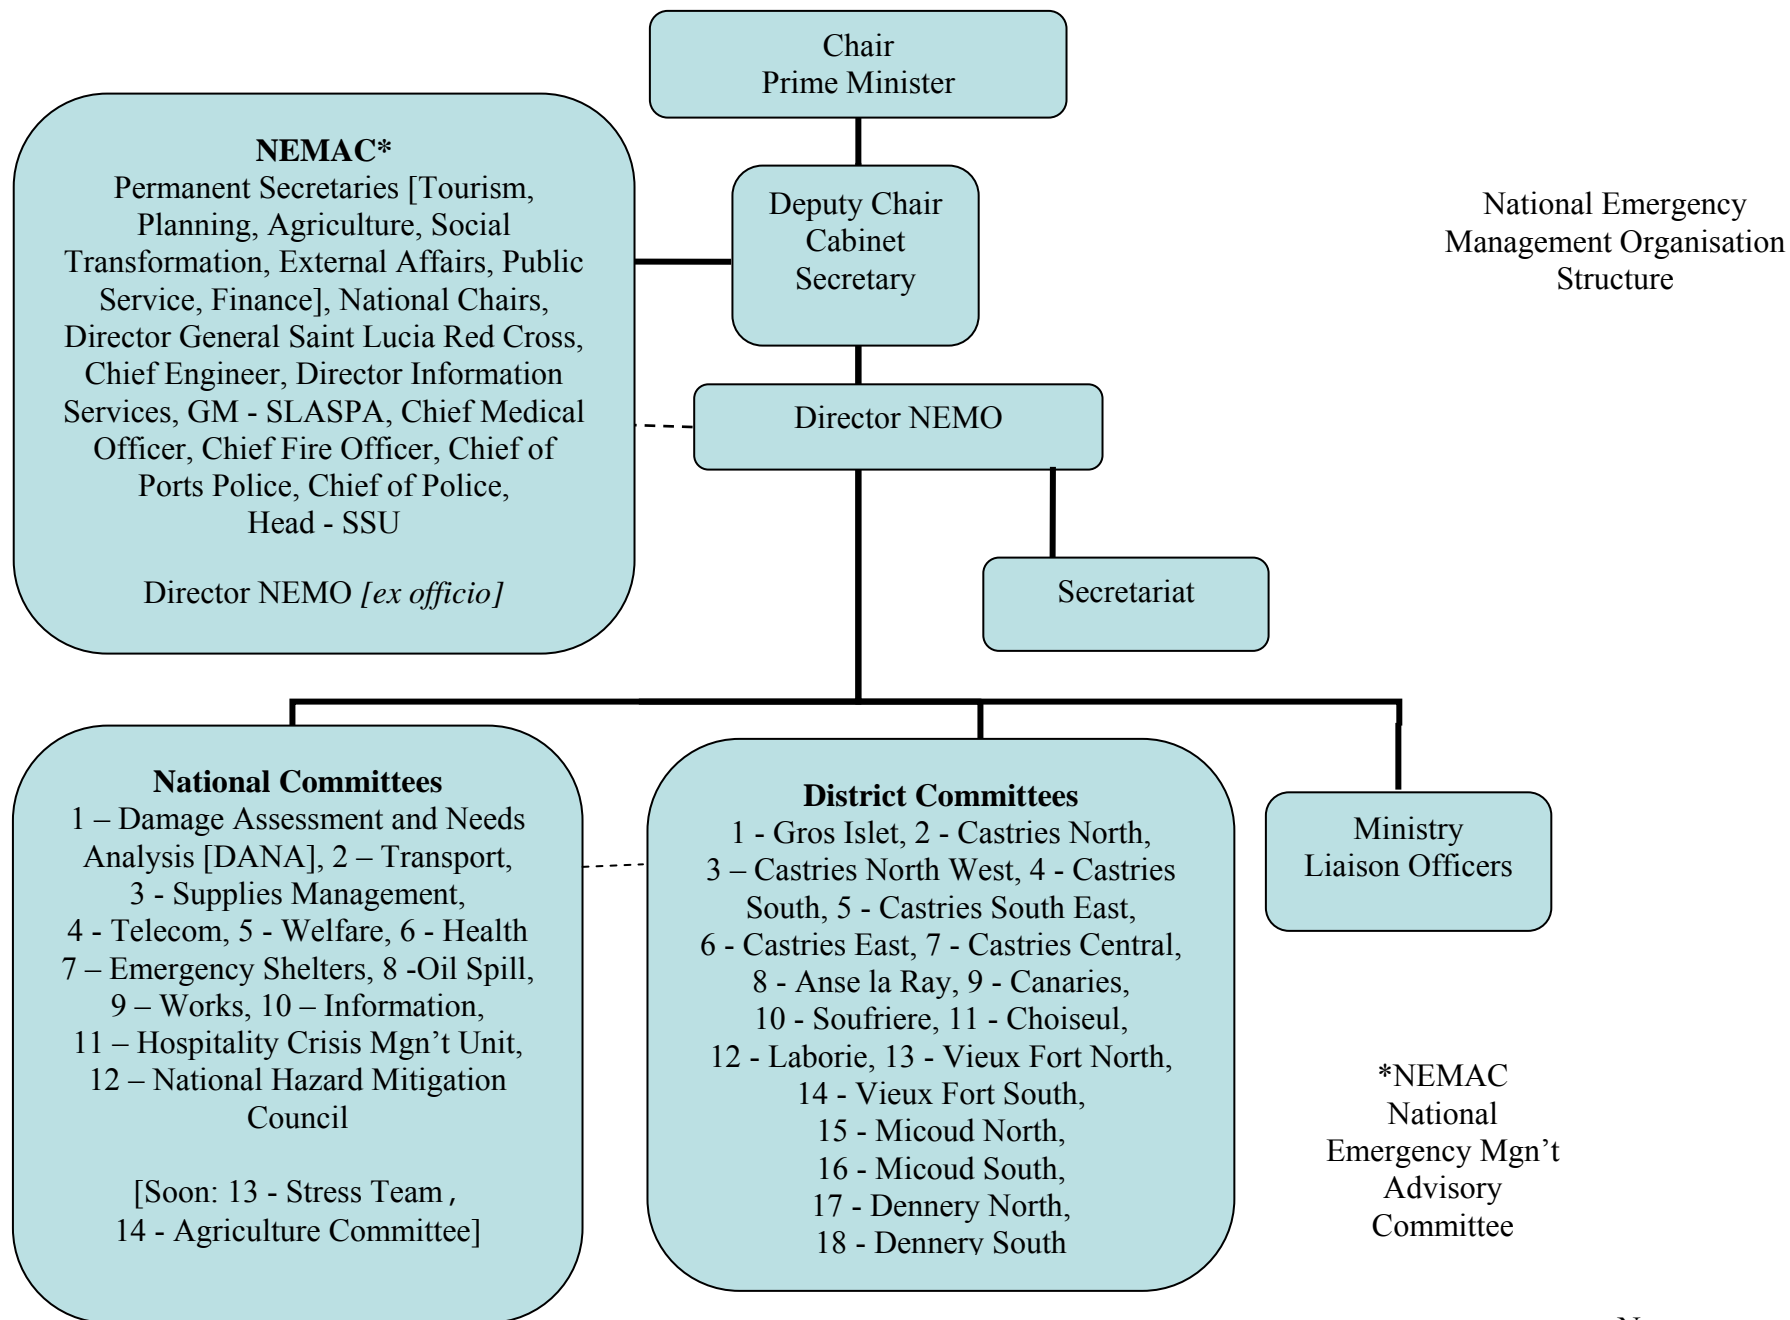 Chair
Prime Minister
NEMAC*
Permanent Secretaries [Tourism,
Planning, Agriculture, Social
Transformation, External Affairs, Public
Service, Finance], National Chairs,
Director General Saint Lucia Red Cross,
Chief Engineer, Director Information
Services, GM - SLASPA, Chief Medical
Officer, Chief Fire Officer, Chief of
Ports Police, Chief of Police,
Head - SSU
Director NEMO [ex officio]
Deputy Chair
Cabinet
Secretary
National Emergency
Management Organisation
Structure
Director NEMO
Secretariat
National Committees
1 – Damage Assessment and Needs
Analysis [DANA], 2 – Transport,
3 - Supplies Management,
4 - Telecom, 5 - Welfare, 6 - Health
7 – Emergency Shelters, 8 -Oil Spill,
9 – Works, 10 – Information,
11 – Hospitality Crisis Mgn’t Unit,
12 – National Hazard Mitigation
Council
[Soon: 13 - Stress Team ,
14 - Agriculture Committee]
District Committees
1 - Gros Islet, 2 - Castries North,
3 – Castries North West, 4 - Castries
South, 5 - Castries South East,
6 - Castries East, 7 - Castries Central,
8 - Anse la Ray, 9 - Canaries,
10 - Soufriere, 11 - Choiseul,
12 - Laborie, 13 - Vieux Fort North,
14 - Vieux Fort South,
15 - Micoud North,
16 - Micoud South,
17 - Dennery North,
18 - Dennery South
Ministry
Liaison Officers
*NEMAC
National
Emergency Mgn’t
Advisory
Committee